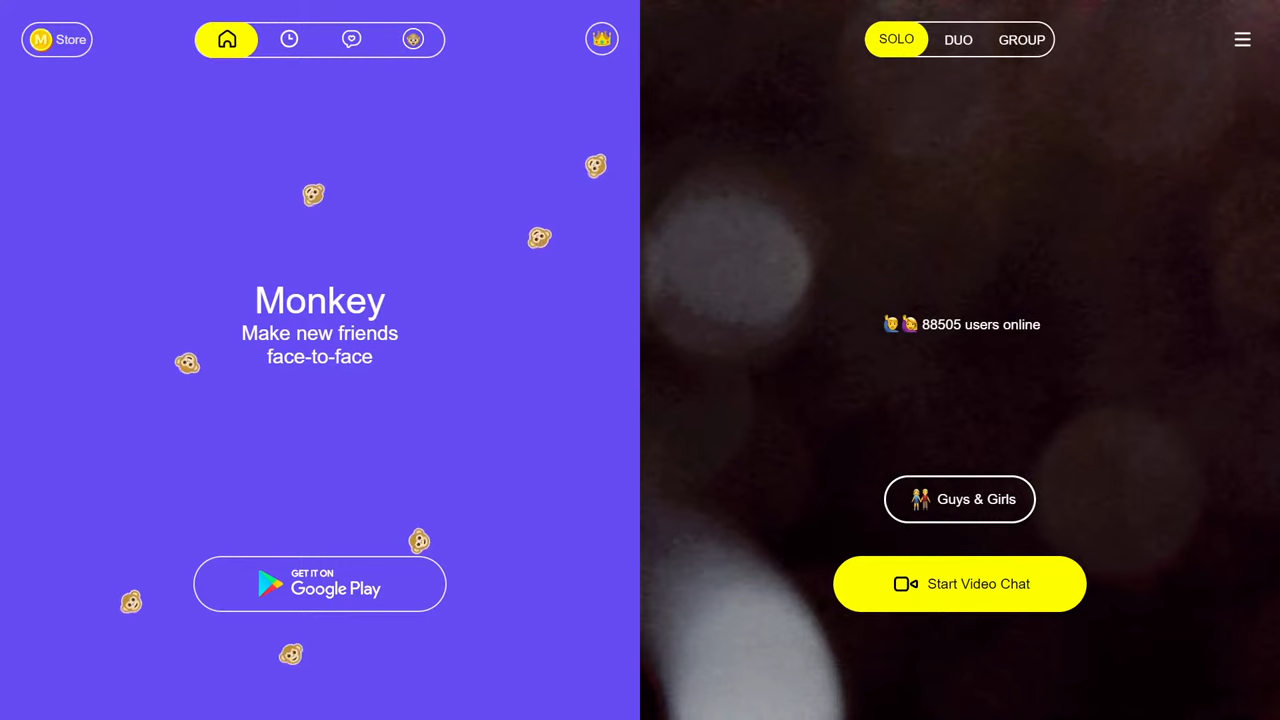 M Store
SOLO DUO GROUP
Monkey
Make new friends
face-to-face
GET IT ON
Google Play
88505 users online
Guys & Girls
Start Video Chat